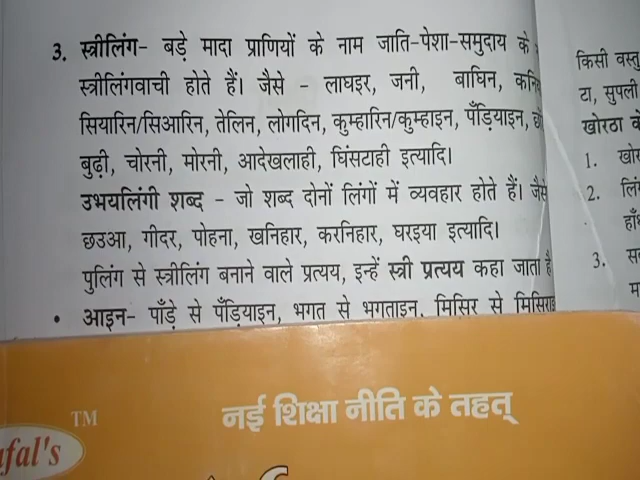 3. स्त्रीलिंग- बड़े मादा प्राणियों के नाम जाति-पेशा-समुदाय के
स्त्रीलिंगवाची होते हैं। जैसे - लाघइर, जनी, बाघिन,
सियारिन/सिआरिन, तेलिन, लोगदिन, कुम्हारिन/कुम्हाइन, पँड़ियाइन,
बुढ़ी, चोरनी, मोरनी, आदेखलाही, घिंसटाही इत्यादि।
उभयलिंगी शब्द - जो शब्द दोनों लिंगों में व्यवहार होते हैं। जैसे
छउआ, गीदर, पोहना, खनिहार, करनिहार, घरइया इत्यादि।
पुलिंग से स्त्रीलिंग बनाने वाले प्रत्यय, इन्हें स्त्री प्रत्यय कहा जाता है
• आइन- पाँड़े से पँड़ियाइन, भगत से भगताइन, मिसिर से
किसी वस्तु
टा, सुपली
खोरठा
1.
2.
3.
नई शिक्षा नीति के तहत्
TM